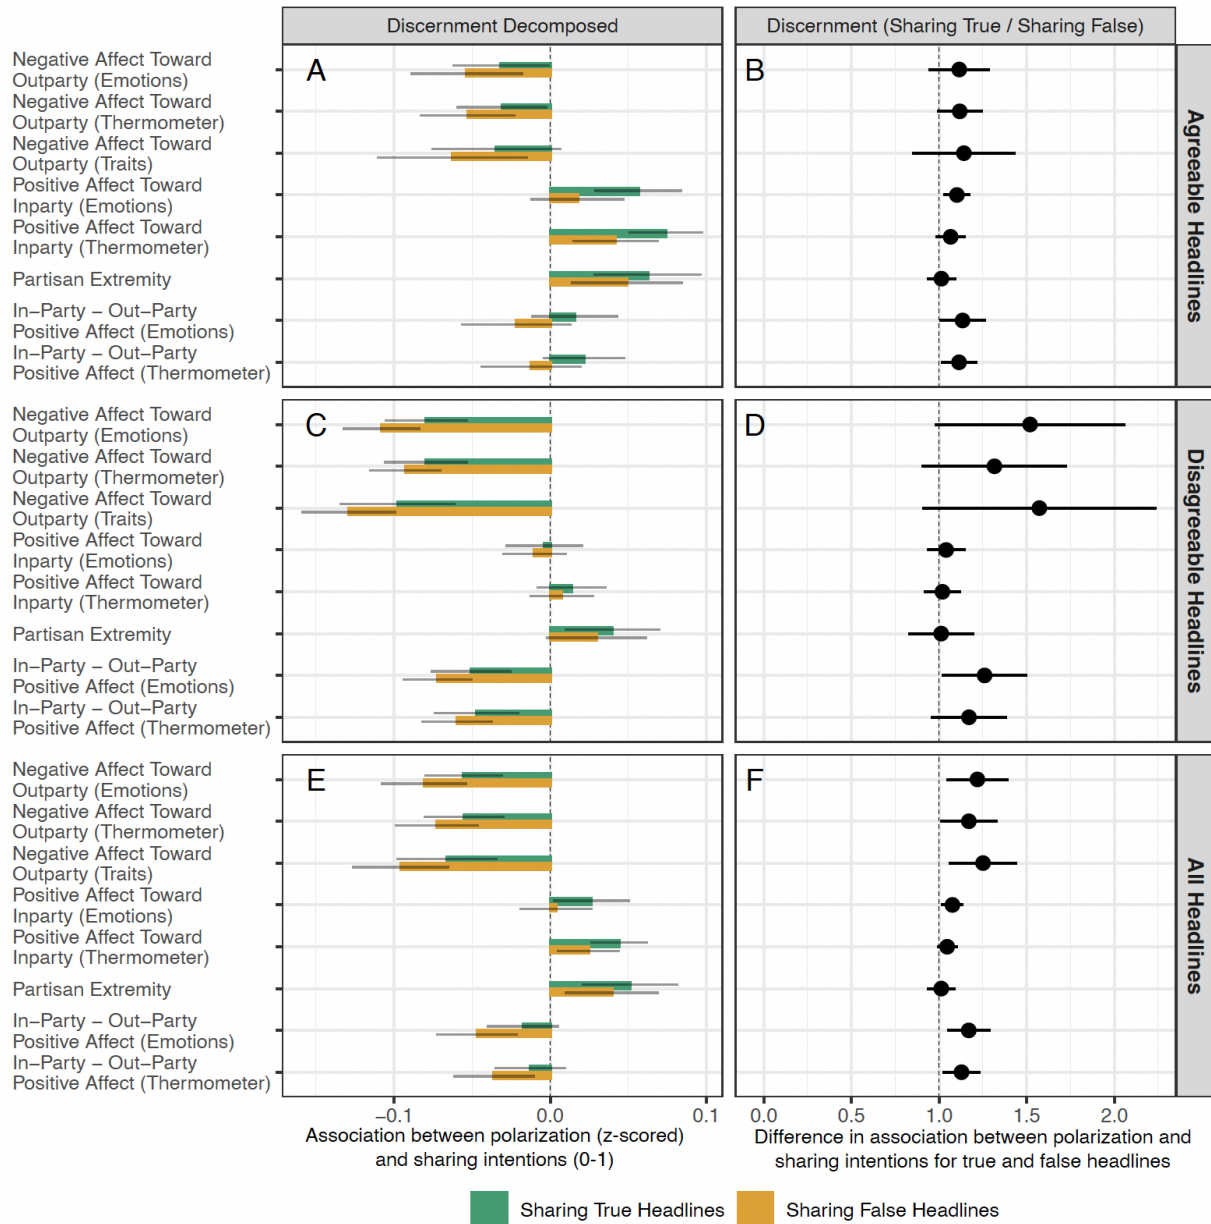 Discernment Decomposed
Discernment (Sharing True / Sharing False)
A
B
Negative Affect Toward
Outparty (Emotions)
Negative Affect Toward
Outparty (Thermometer)
Negative Affect Toward
Outparty (Traits)
Positive Affect Toward
Inparty (Emotions)
Positive Affect Toward
Inparty (Thermometer)
Partisan Extremity
In−Party − Out−Party
Positive Affect (Emotions)
In−Party − Out−Party
Positive Affect (Thermometer)
Agreeable Headlines
C
D
Negative Affect Toward
Outparty (Emotions)
Negative Affect Toward
Outparty (Thermometer)
Negative Affect Toward
Outparty (Traits)
Positive Affect Toward
Inparty (Emotions)
Positive Affect Toward
Inparty (Thermometer)
Partisan Extremity
In−Party − Out−Party
Positive Affect (Emotions)
In−Party − Out−Party
Positive Affect (Thermometer)
Disagreeable Headlines
E
F
Negative Affect Toward
Outparty (Emotions)
Negative Affect Toward
Outparty (Thermometer)
Negative Affect Toward
Outparty (Traits)
Positive Affect Toward
Inparty (Emotions)
Positive Affect Toward
Inparty (Thermometer)
Partisan Extremity
In−Party − Out−Party
Positive Affect (Emotions)
In−Party − Out−Party
Positive Affect (Thermometer)
All Headlines
−0.1 0.0 0.1
0.0 0.5 1.0 1.5 2.0
Association between polarization (z−scored)
and sharing intentions (0-1)
Difference in association between polarization and
sharing intentions for true and false headlines
Sharing True Headlines
Sharing False Headlines